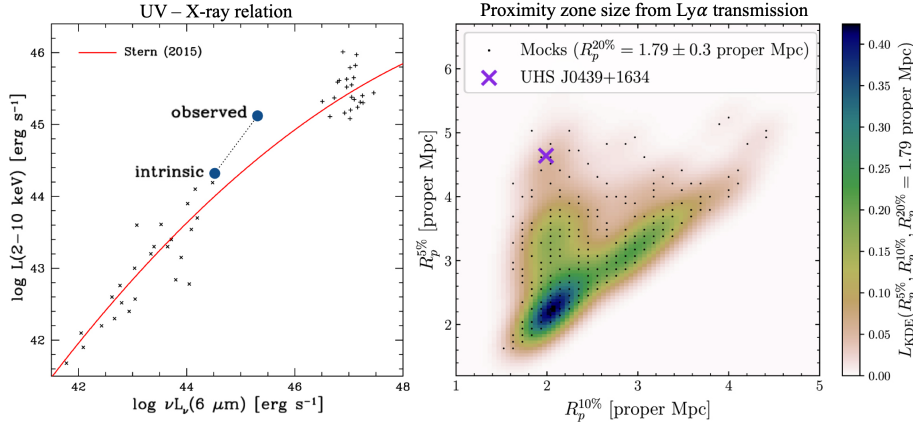 UV – X-ray relation
log L(2–10 keV) [erg s⁻¹]
46
45
44
43
42
Stern (2015)
observed
intrinsic
42
44
46
48
log νLᵥ(6 μm) [erg s⁻¹]
Proximity zone size from Lyα transmission
R_p^{5%} [proper Mpc]
6
5
4
3
2
Mocks (R_p^{20%} = 1.79 ± 0.3 proper Mpc)
UHS J0439+1634
1
2
3
4
5
R_p^{10%} [proper Mpc]
0.40
0.35
0.30
0.25
0.20
0.15
0.10
0.05
0.00
L_KDE(R_p^{5%}, R_p^{10%}, R_p^{20%} = 1.79 proper Mpc)